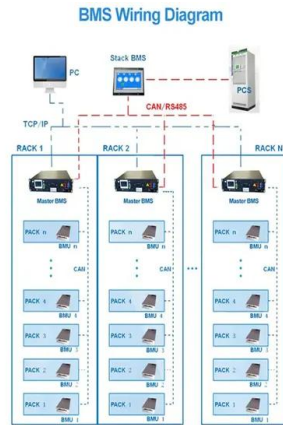 BMS Wiring Diagram
Stack BMS
PC
PCS
CAN/RS485
TCP/IP
RACK 1
RACK 2
RACK N
Master BMS
Master BMS
Master BMS
PACK n
BMU n
PACK n
BMU n
PACK n
BMU n
CAN
CAN
CAN
PACK 4
BMU 4
PACK 4
BMU 4
PACK 4
BMU 4
PACK 3
BMU 3
PACK 3
BMU 3
PACK 3
BMU 3
PACK 2
BMU 2
PACK 2
BMU 2
PACK 2
BMU 2
PACK 1
BMU 1
PACK 1
BMU 1
PACK 1
BMU 1